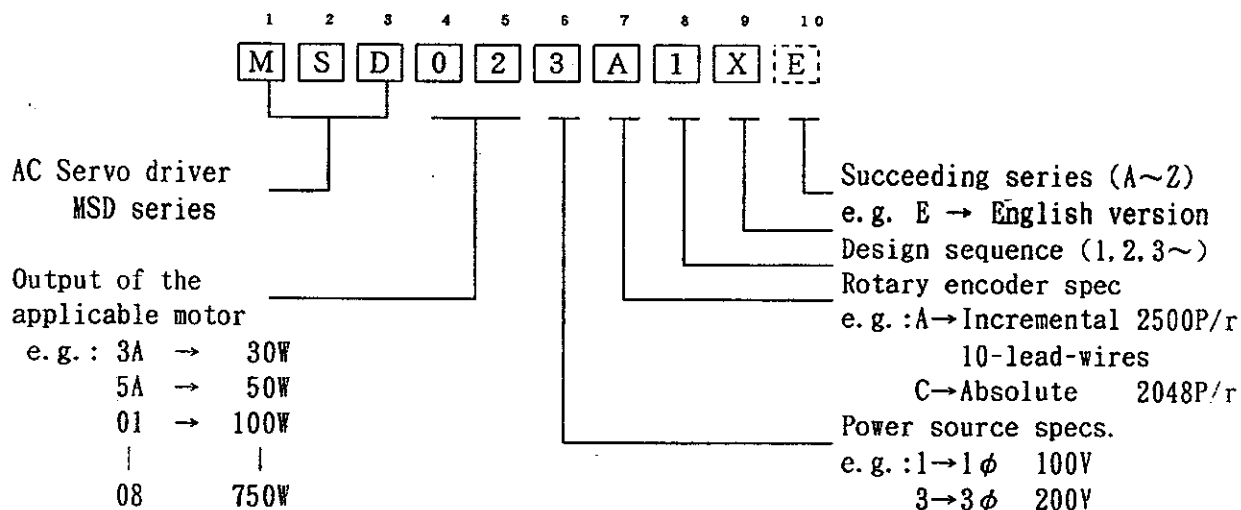 1 2 3 4 5 6 7 8 9 10
M S D 0 2 3 A 1 X E
AC Servo driver
MSD series
Output of the
applicable motor
e.g.: 3A → 30W
5A → 50W
01 → 100W
08 750W
Succeeding series (A~Z)
e.g. E → English version
Design sequence (1,2,3~)
Rotary encoder spec
e.g.:A→Incremental 2500P/r
10-lead-wires
C→Absolute 2048P/r
Power source specs.
e.g.:1→1φ 100V
3→3φ 200V